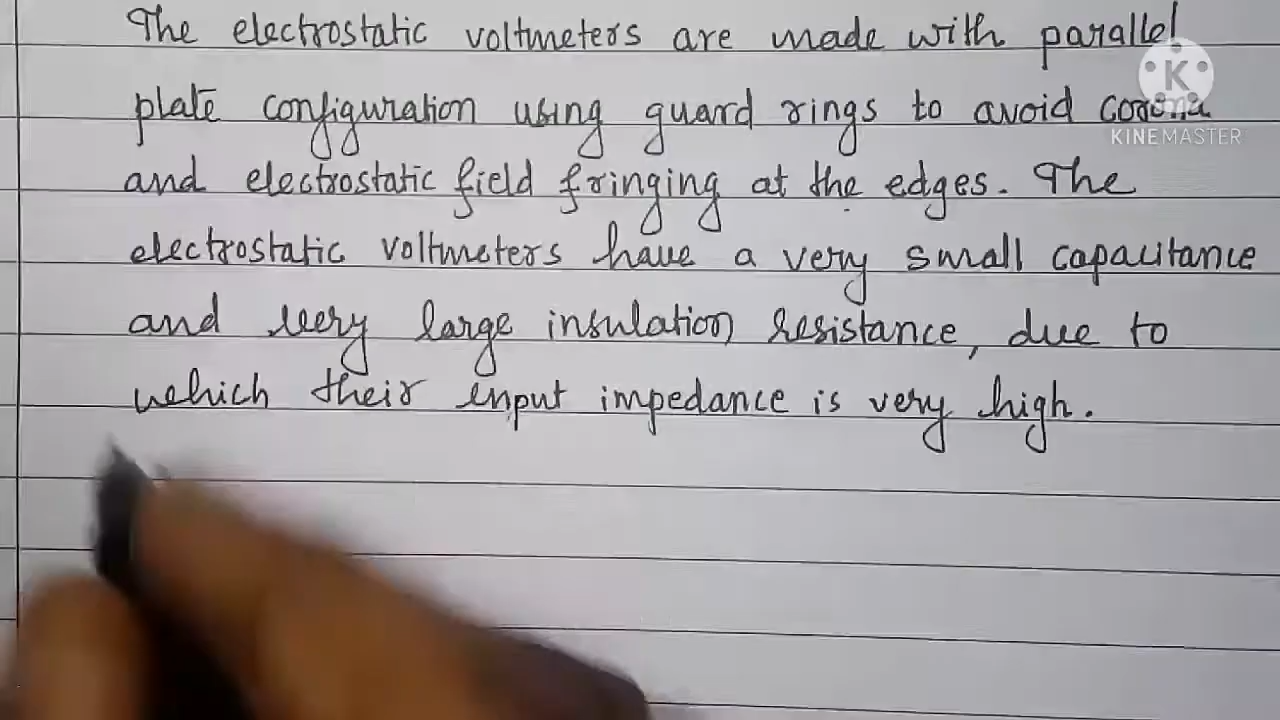 The electrostatic voltmeters are made with parallel
plate configuration using guard rings to avoid corona
and electrostatic field fringing at the edges. The
electrostatic voltmeters have a very small capacitance
and very large insulation resistance, due to
which their input impedance is very high.
K
KINEMASTER